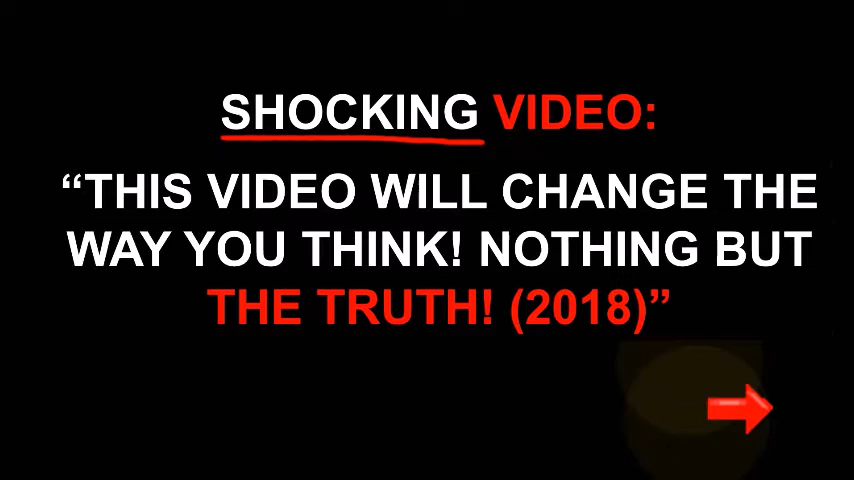 SHOCKING VIDEO:
“THIS VIDEO WILL CHANGE THE
WAY YOU THINK! NOTHING BUT
THE TRUTH! (2018)”